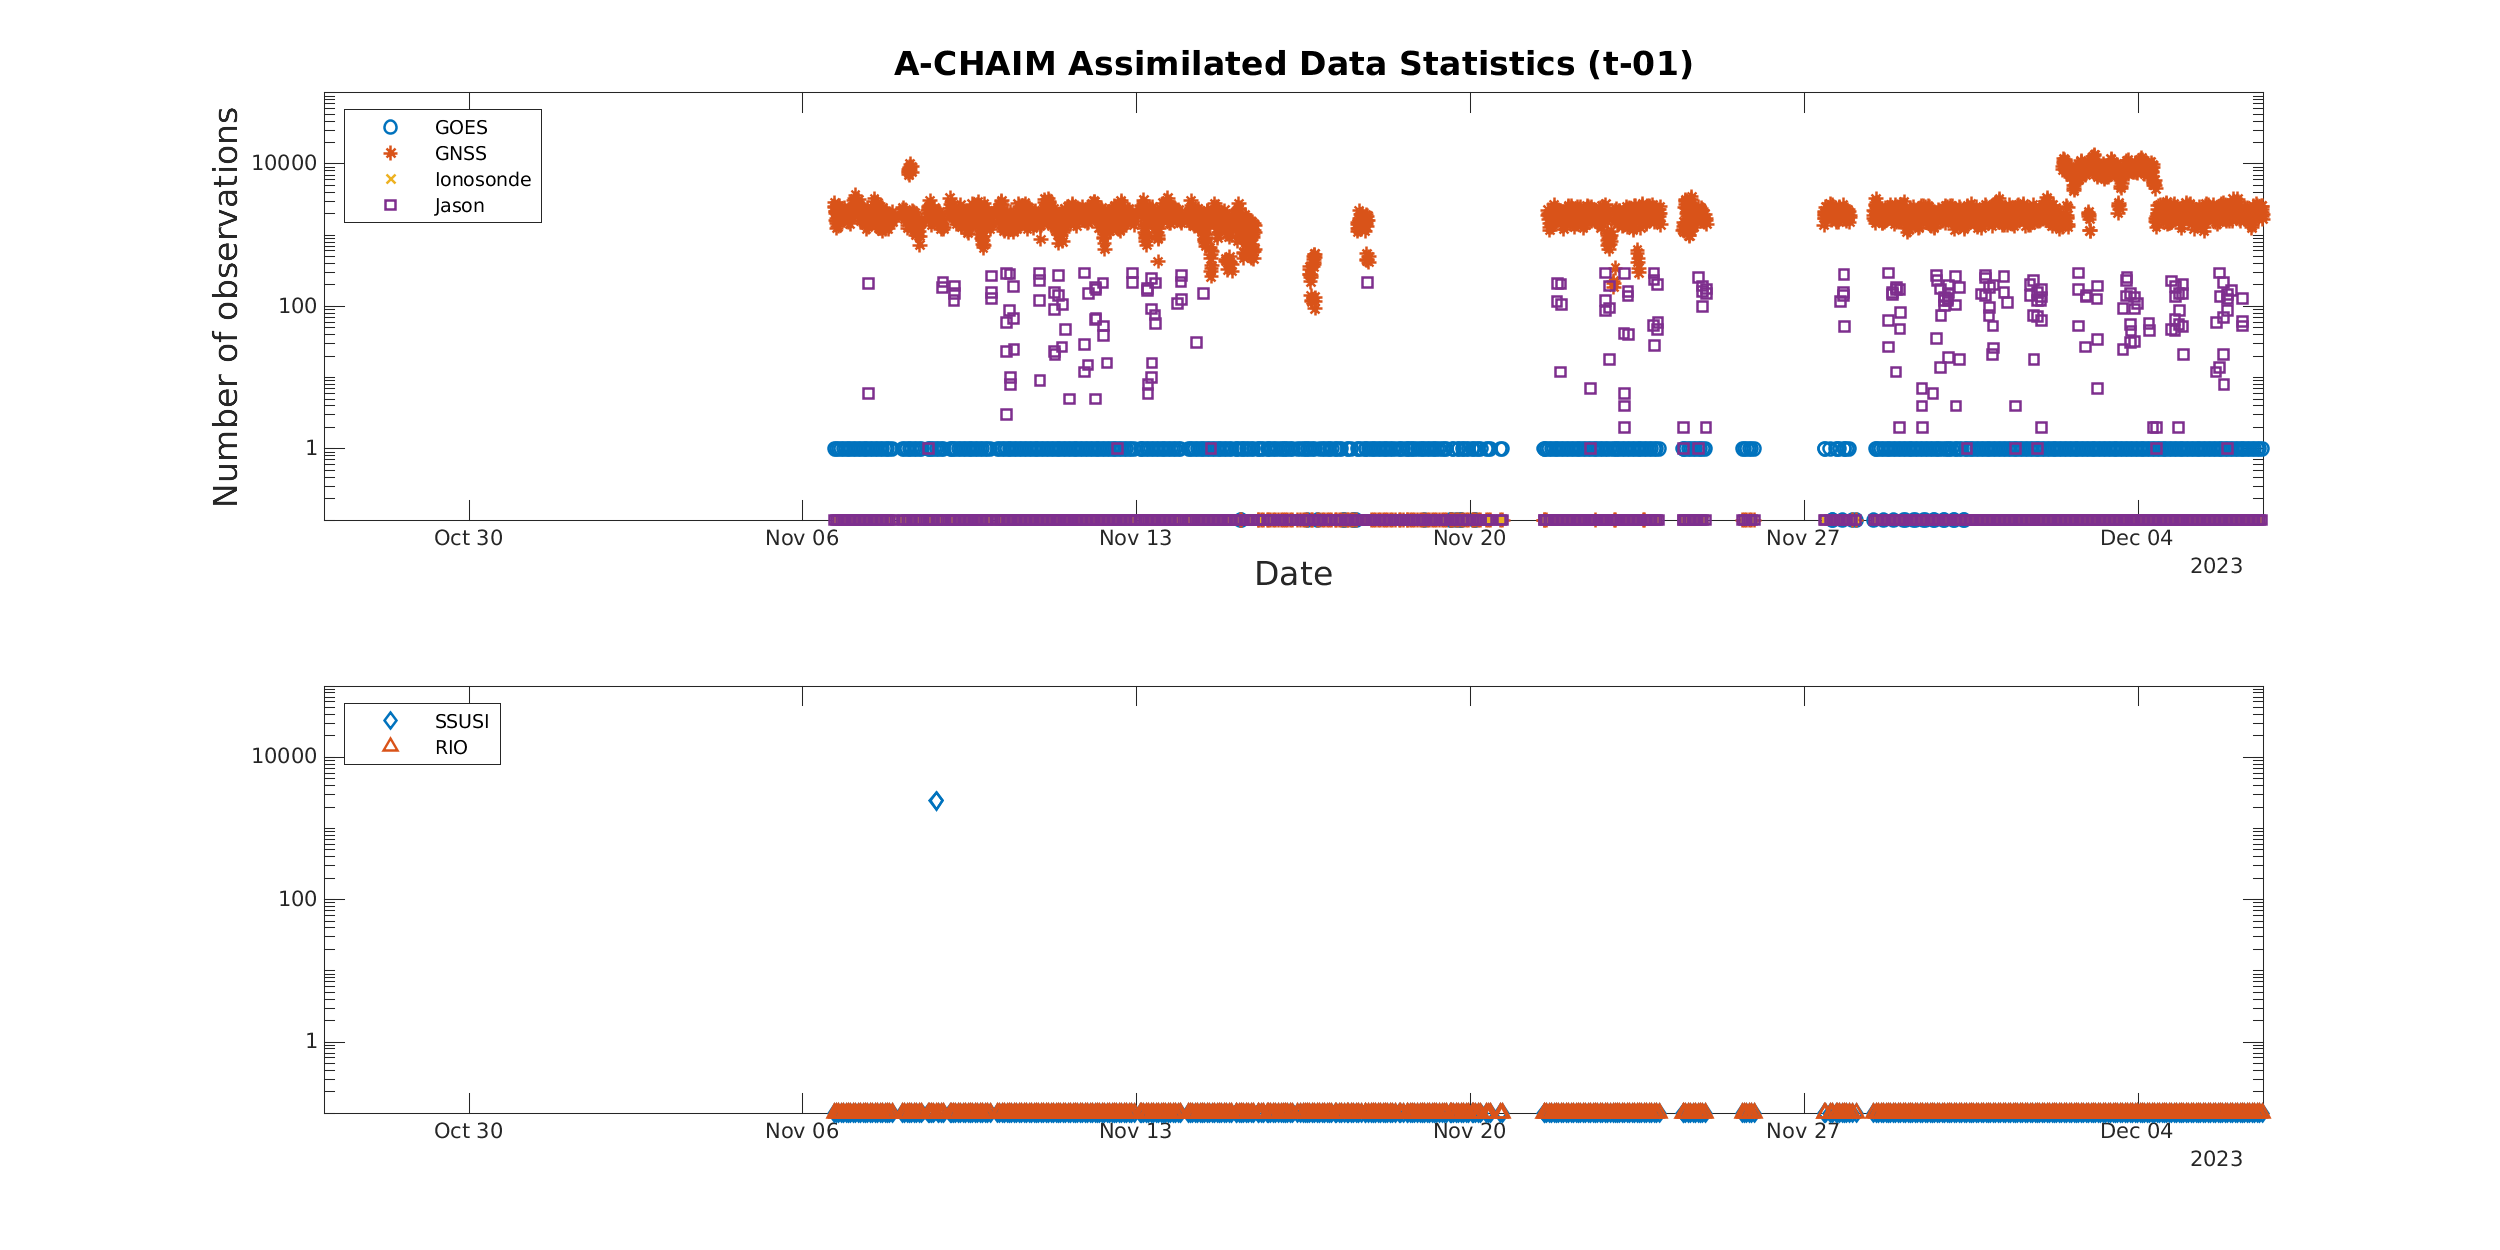 A-CHAIM Assimilated Data Statistics (t-01)
Number of observations
10000
100
1
GOES
GNSS
Ionosonde
Jason
Oct 30
Nov 06
Nov 13
Nov 20
Nov 27
Dec 04
2023
Date
10000
100
1
SSUSI
RIO
Oct 30
Nov 06
Nov 13
Nov 20
Nov 27
Dec 04
2023